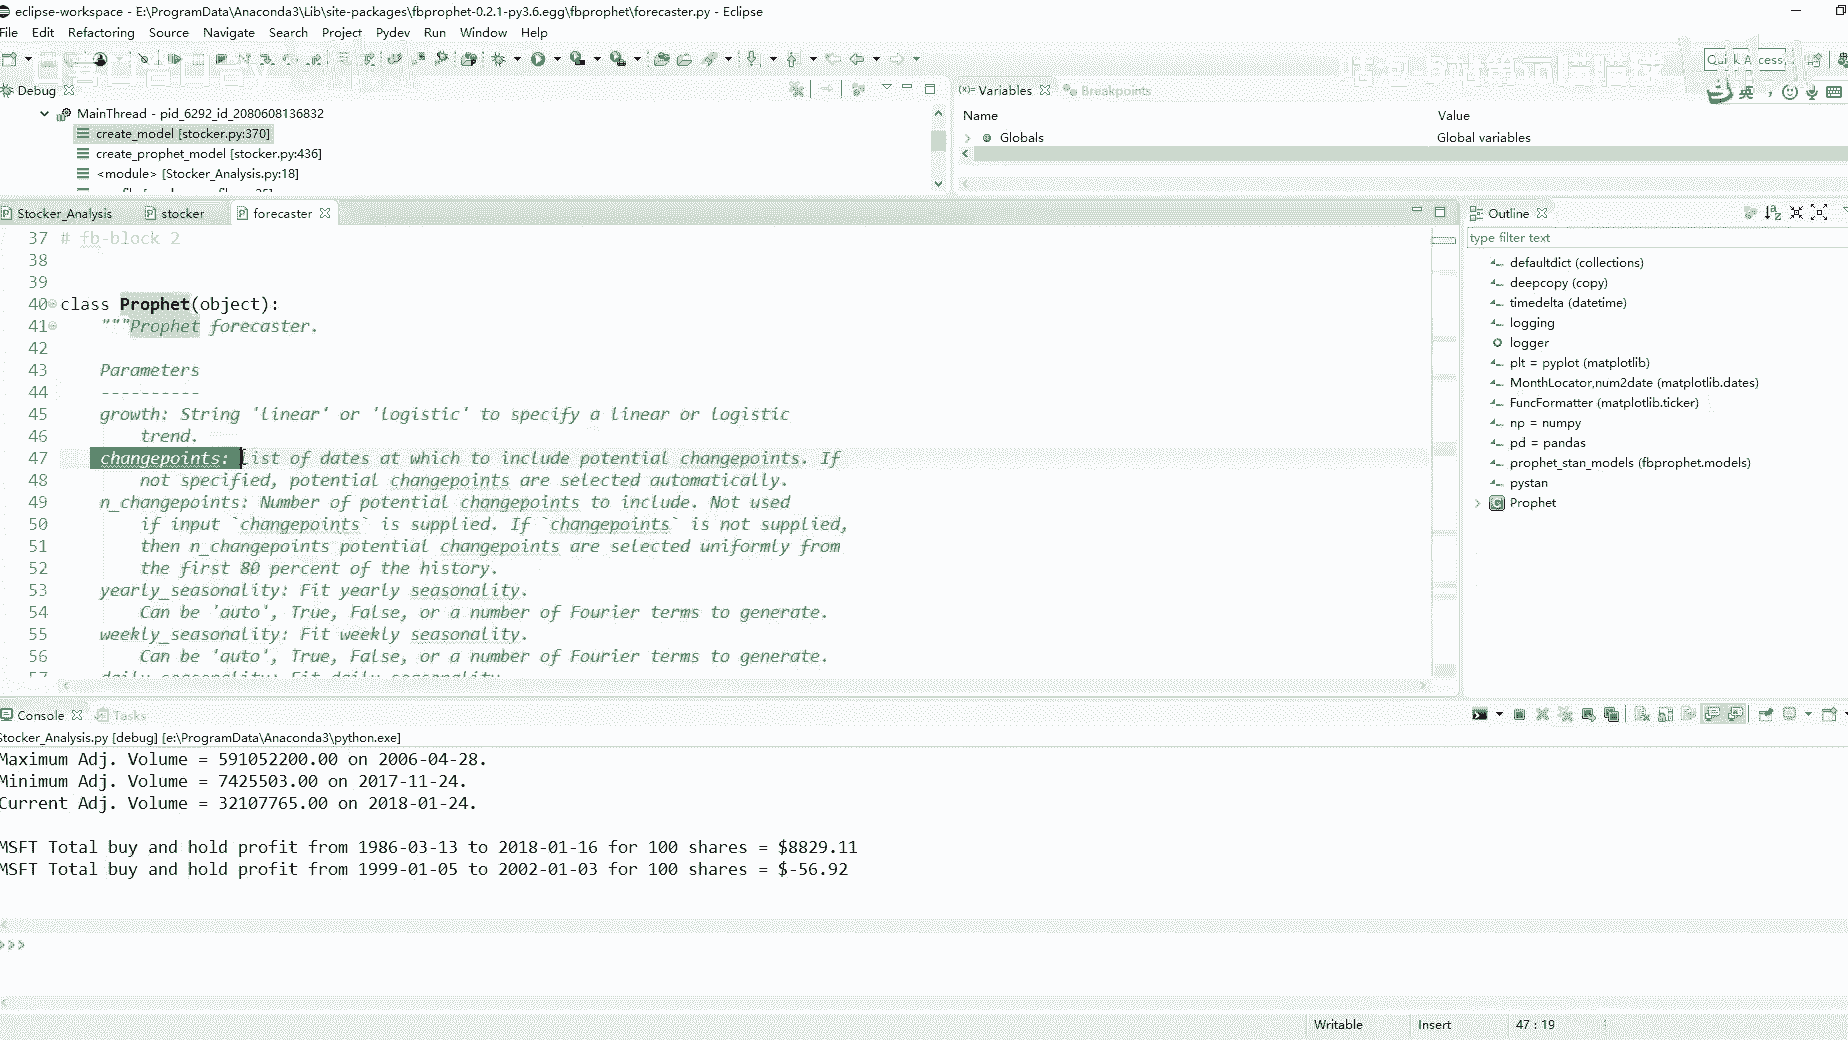 eclipse-workspace - E:\ProgramData\Anaconda3\Lib\site-packages\fbprophet-0.2.1-py3.6.egg\fbprophet\forecaster.py - Eclipse
File Edit Refactoring Source Navigate Search Project Pydev Run Window Help
Quick Access
Debug
Variables Breakpoints
MainThread - pid_6292_id_2080608136832
create_model [stocker.py:370]
create_prophet_model [stocker.py:436]
<module> [Stocker_Analysis.py:18]
Name Value
Globals Global variables
Stocker_Analysis stocker forecaster
37 # fb-block 2
38
39
40 class Prophet(object):
41 """Prophet forecaster.
42
43 Parameters
44 ----------
45 growth: String 'linear' or 'logistic' to specify a linear or logistic
46 trend.
47 changepoints: List of dates at which to include potential changepoints. If
48 not specified, potential changepoints are selected automatically.
49 n_changepoints: Number of potential changepoints to include. Not used
50 if input `changepoints` is supplied. If `changepoints` is not supplied,
51 then n_changepoints potential changepoints are selected uniformly from
52 the first 80 percent of the history.
53 yearly_seasonality: Fit yearly seasonality.
54 Can be 'auto', True, False, or a number of Fourier terms to generate.
55 weekly_seasonality: Fit weekly seasonality.
56 Can be 'auto', True, False, or a number of Fourier terms to generate.
57 daily_seasonality: Fit daily seasonality.
Outline
type filter text
defaultdict (collections)
deepcopy (copy)
timedelta (datetime)
logging
logger
plt = pyplot (matplotlib)
MonthLocator,num2date (matplotlib.dates)
FuncFormatter (matplotlib.ticker)
np = numpy
pd = pandas
prophet_stan_models (fbprophet.models)
pystan
Prophet
Console Tasks
Stocker_Analysis.py [debug] [e:\ProgramData\Anaconda3\python.exe]
Maximum Adj. Volume = 591052200.00 on 2006-04-28.
Minimum Adj. Volume = 7425503.00 on 2017-11-24.
Current Adj. Volume = 32107765.00 on 2018-01-24.
MSFT Total buy and hold profit from 1986-03-13 to 2018-01-16 for 100 shares = $8829.11
MSFT Total buy and hold profit from 1999-01-05 to 2002-01-03 for 100 shares = $-56.92
>>>
Writable Insert 47 : 19